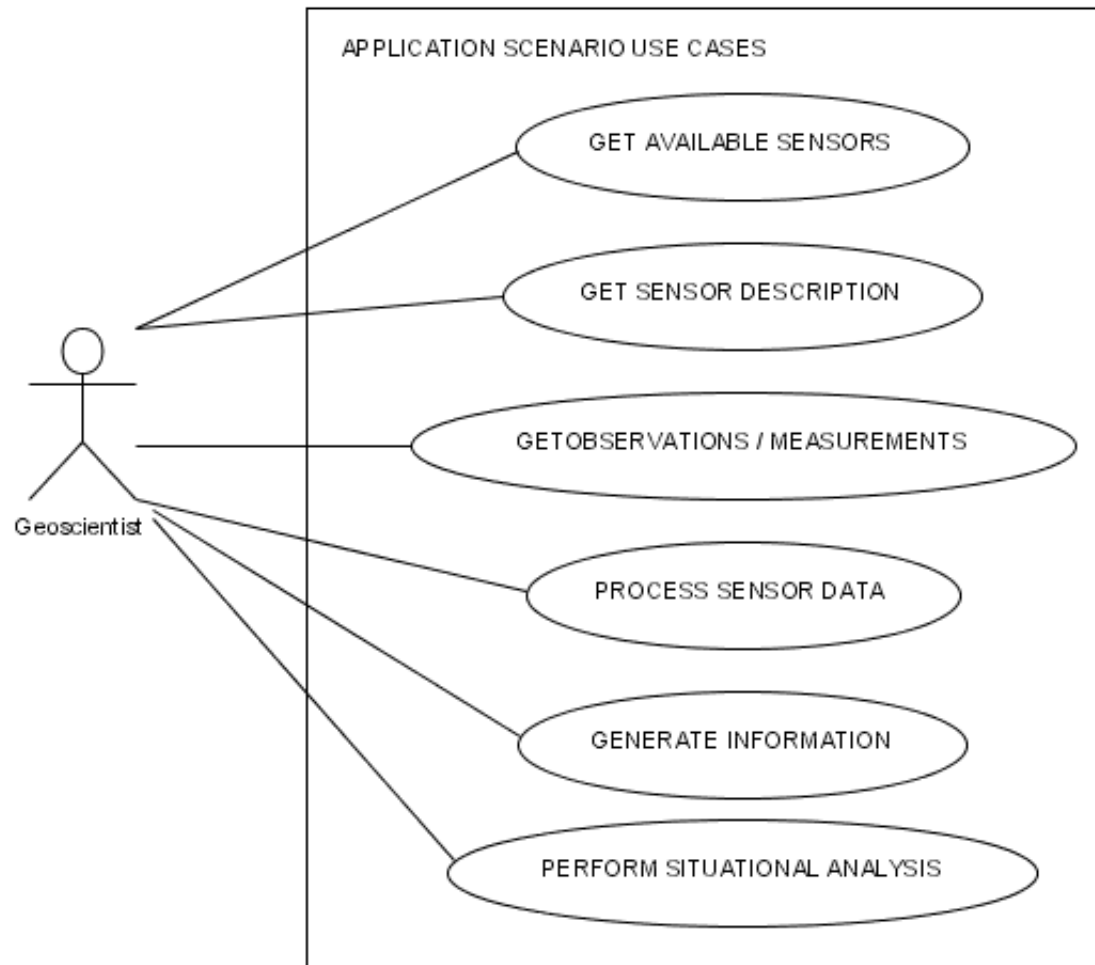 APPLICATION SCENARIO USE CASES
GET AVAILABLE SENSORS
GET SENSOR DESCRIPTION
GETOBSERVATIONS / MEASUREMENTS
Geoscientist
PROCESS SENSOR DATA
GENERATE INFORMATION
PERFORM SITUATIONAL ANALYSIS